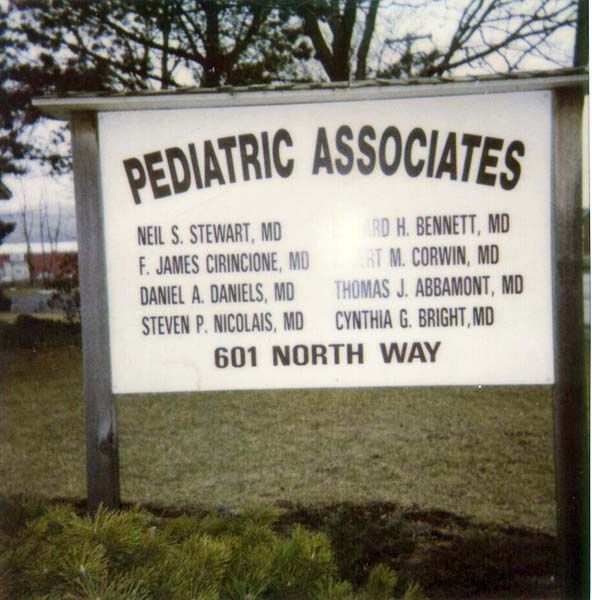 PEDIATRIC ASSOCIATES
NEIL S. STEWART, MD
F. JAMES CIRINCIONE, MD
DANIEL A. DANIELS, MD
STEVEN P. NICOLAIS, MD
H. BENNETT, MD
M. CORWIN, MD
THOMAS J. ABBAMONT, MD
CYNTHIA G. BRIGHT, MD
601 NORTH WAY